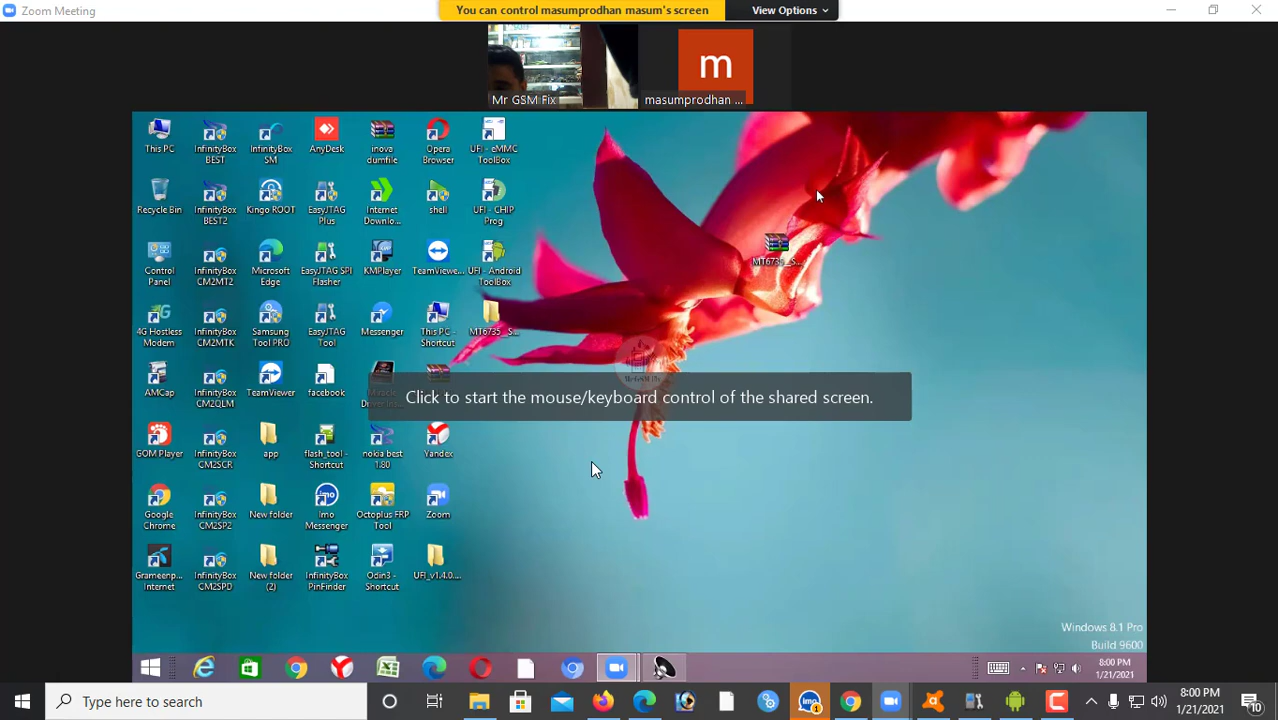 Zoom Meeting
You can control masumprodhan masum's screen
View Options
Mr GSM Fix
m
masumprodhan ...
This PC
InfinityBox
BEST
InfinityBox
SM
AnyDesk
inova
dumfile
Opera
Browser
UFI - eMMC
ToolBox
Recycle Bin
InfinityBox
BEST2
Kingo ROOT
EasyJTAG
Plus
Internet
Downlo...
shell
UFI - CHIP
Prog
Control
Panel
InfinityBox
CM2MT2
Microsoft
Edge
EasyJTAG SPI
Flasher
KMPlayer
TeamViewe...
UFI - Android
ToolBox
4G Hostless
Modem
InfinityBox
CM2MTK
Samsung
Tool PRO
EasyJTAG
Tool
Messenger
This PC -
Shortcut
MT6735_S...
MT6735_S...
AMCap
InfinityBox
CM2QLM
TeamViewer
facebook
Miracle
Click to start the mouse/keyboard control of the shared screen.
GOM Player
InfinityBox
CM2SCR
app
flash_tool -
Shortcut
nokia best
1.80
Yandex
Google
Chrome
InfinityBox
CM2SP2
New folder
Imo
Messenger
Octoplus FRP
Tool
Zoom
Grameenp...
Internet
InfinityBox
CM2SPD
New folder
(2)
InfinityBox
PinFinder
Odin3 -
Shortcut
UFI_v1.4.0....
Windows 8.1 Pro
Build 9600
8:00 PM
1/21/2021
Type here to search
8:00 PM
1/21/2021
10